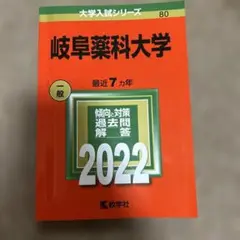 大学入試シリーズ
80
岐阜薬科大学
最近7ヵ年
一般
傾向と対策
過去問
解答
2022
教学社